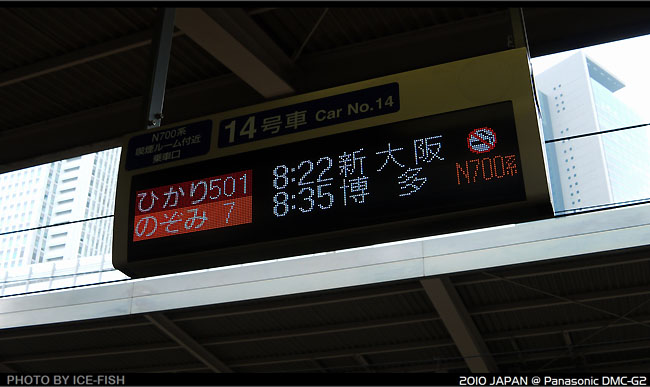 N700系
喫煙ルーム付近
乗車口
14号車 Car No.14
ひかり501 8:22 新大阪
のぞみ 7 8:35 博多 N700系
PHOTO BY ICE-FISH
2010 JAPAN @ Panasonic DMC-G2